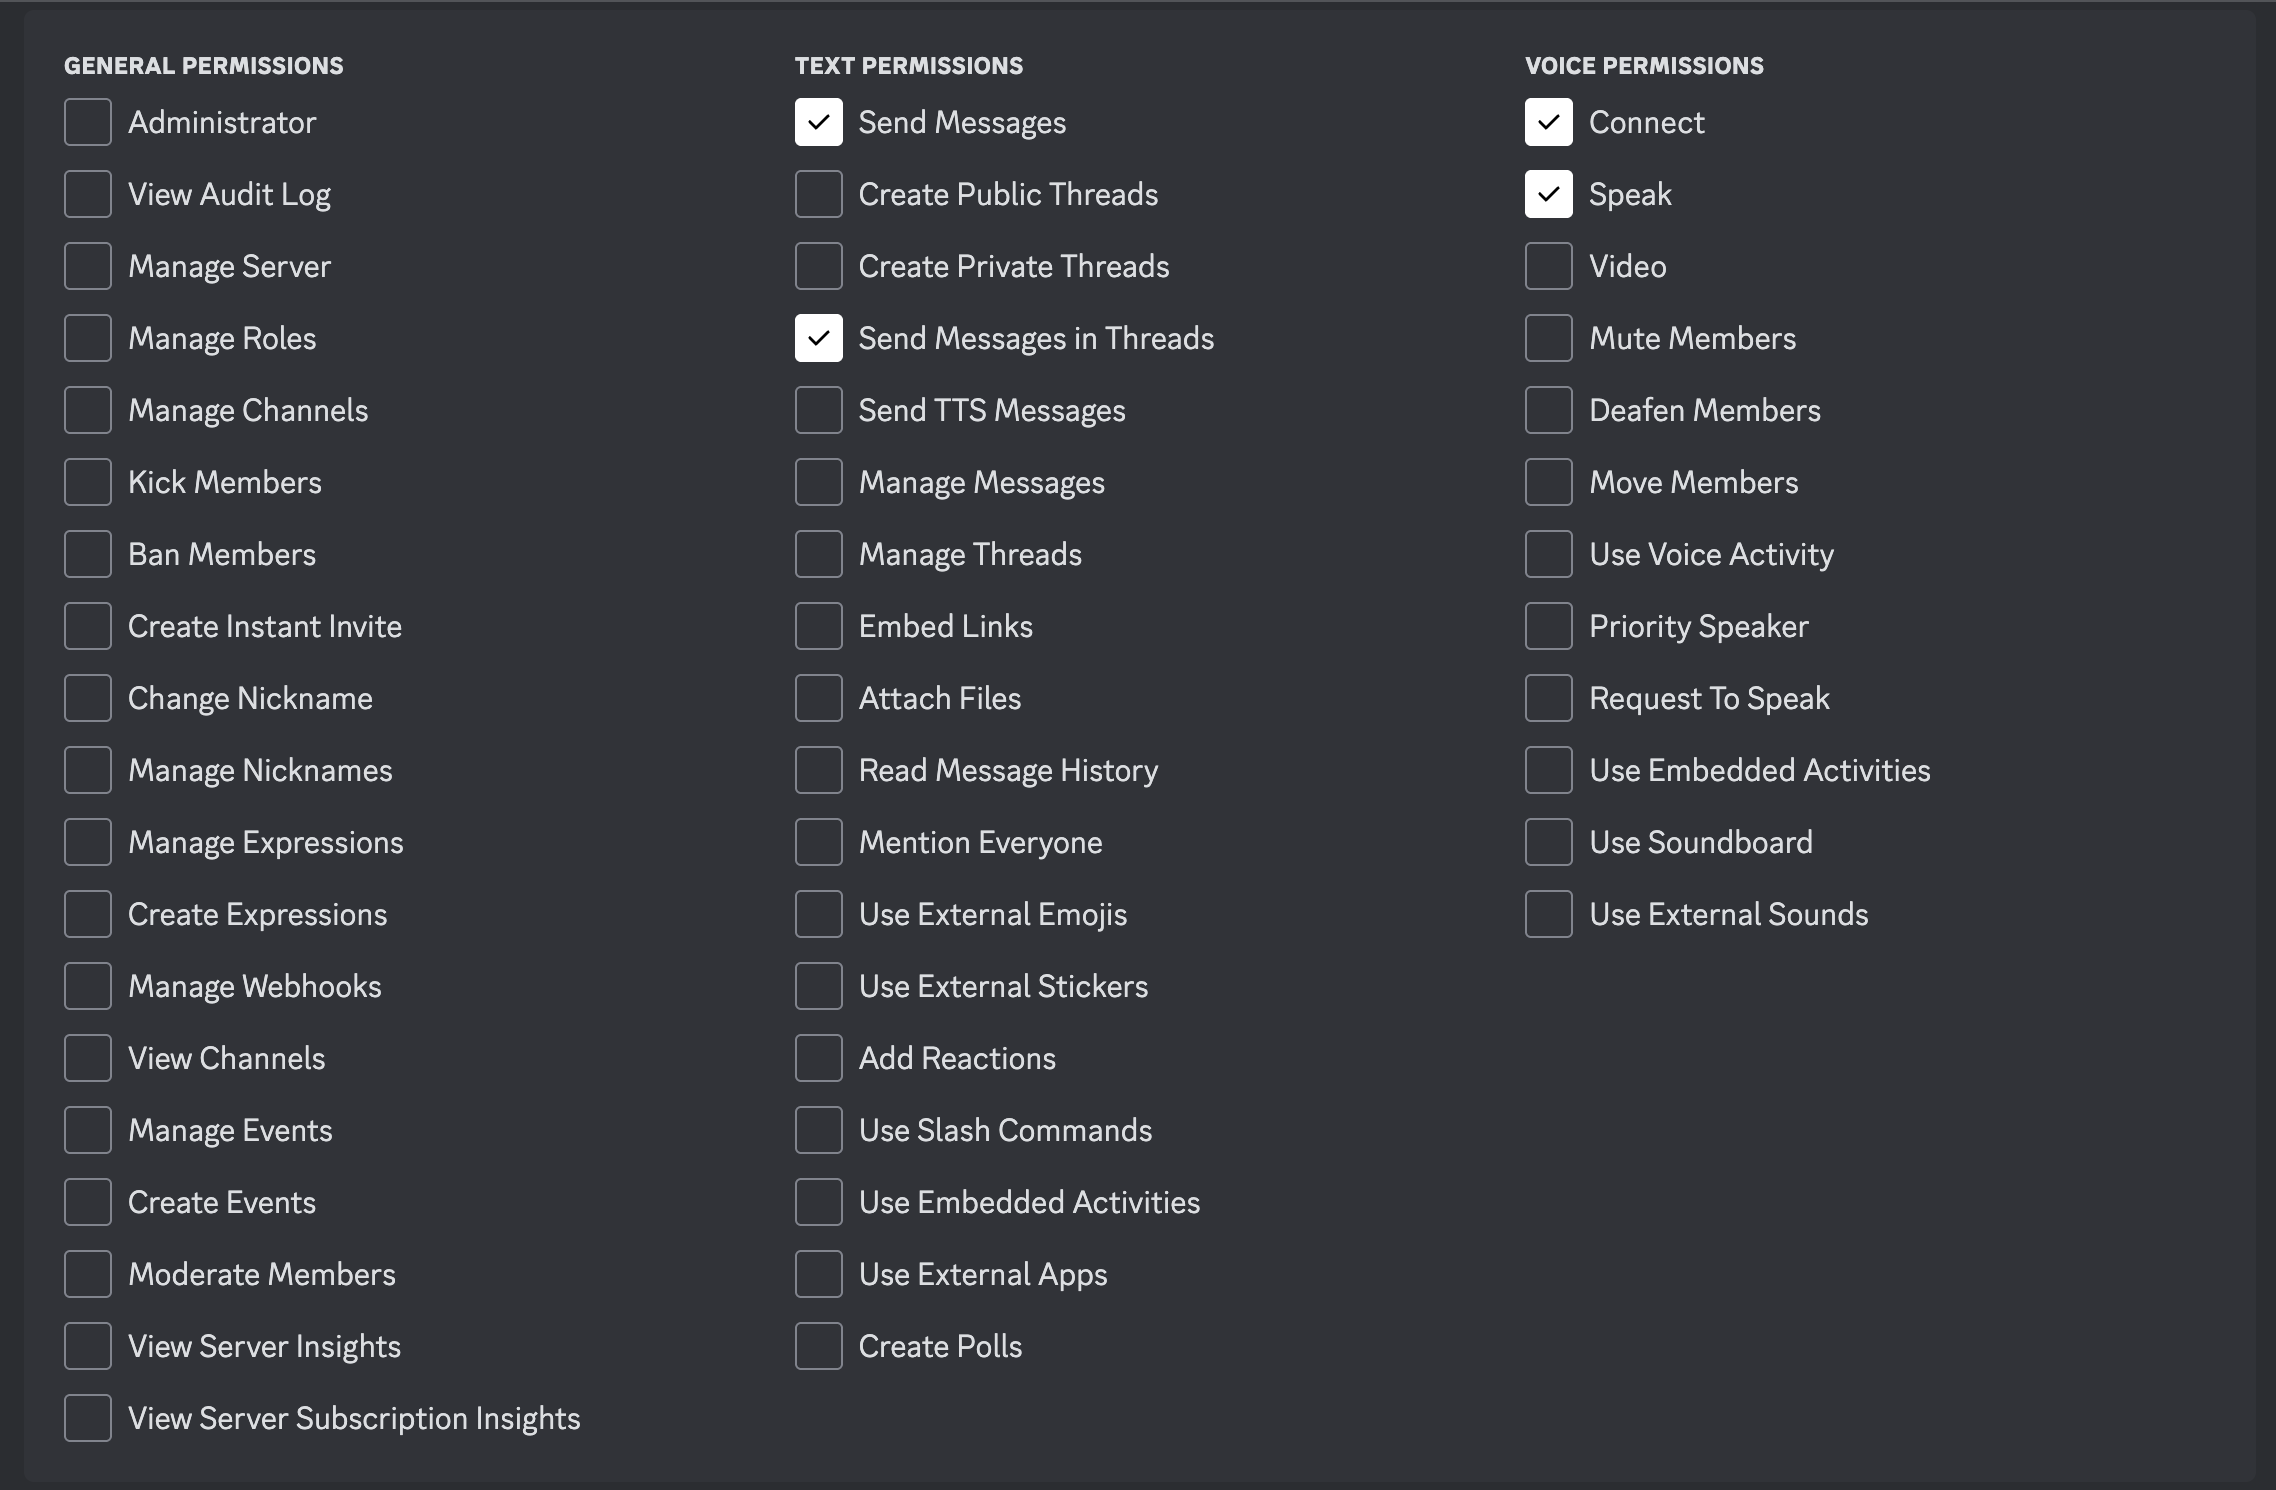 GENERAL PERMISSIONS
Administrator
View Audit Log
Manage Server
Manage Roles
Manage Channels
Kick Members
Ban Members
Create Instant Invite
Change Nickname
Manage Nicknames
Manage Expressions
Create Expressions
Manage Webhooks
View Channels
Manage Events
Create Events
Moderate Members
View Server Insights
View Server Subscription Insights
TEXT PERMISSIONS
Send Messages
Create Public Threads
Create Private Threads
Send Messages in Threads
Send TTS Messages
Manage Messages
Manage Threads
Embed Links
Attach Files
Read Message History
Mention Everyone
Use External Emojis
Use External Stickers
Add Reactions
Use Slash Commands
Use Embedded Activities
Use External Apps
Create Polls
VOICE PERMISSIONS
Connect
Speak
Video
Mute Members
Deafen Members
Move Members
Use Voice Activity
Priority Speaker
Request To Speak
Use Embedded Activities
Use Soundboard
Use External Sounds